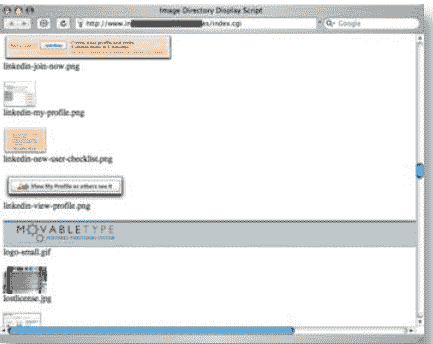 Image Directory Display Script
http://www.in
es/index.cgi
Google
linkedin-join-now.png
linkedin-my-profile.png
linkedin-new-user-checklist.png
View My Profile as others see it
linkedin-view-profile.png
MOVABLETYPE
logo-small.gif
lostlicense.jpg